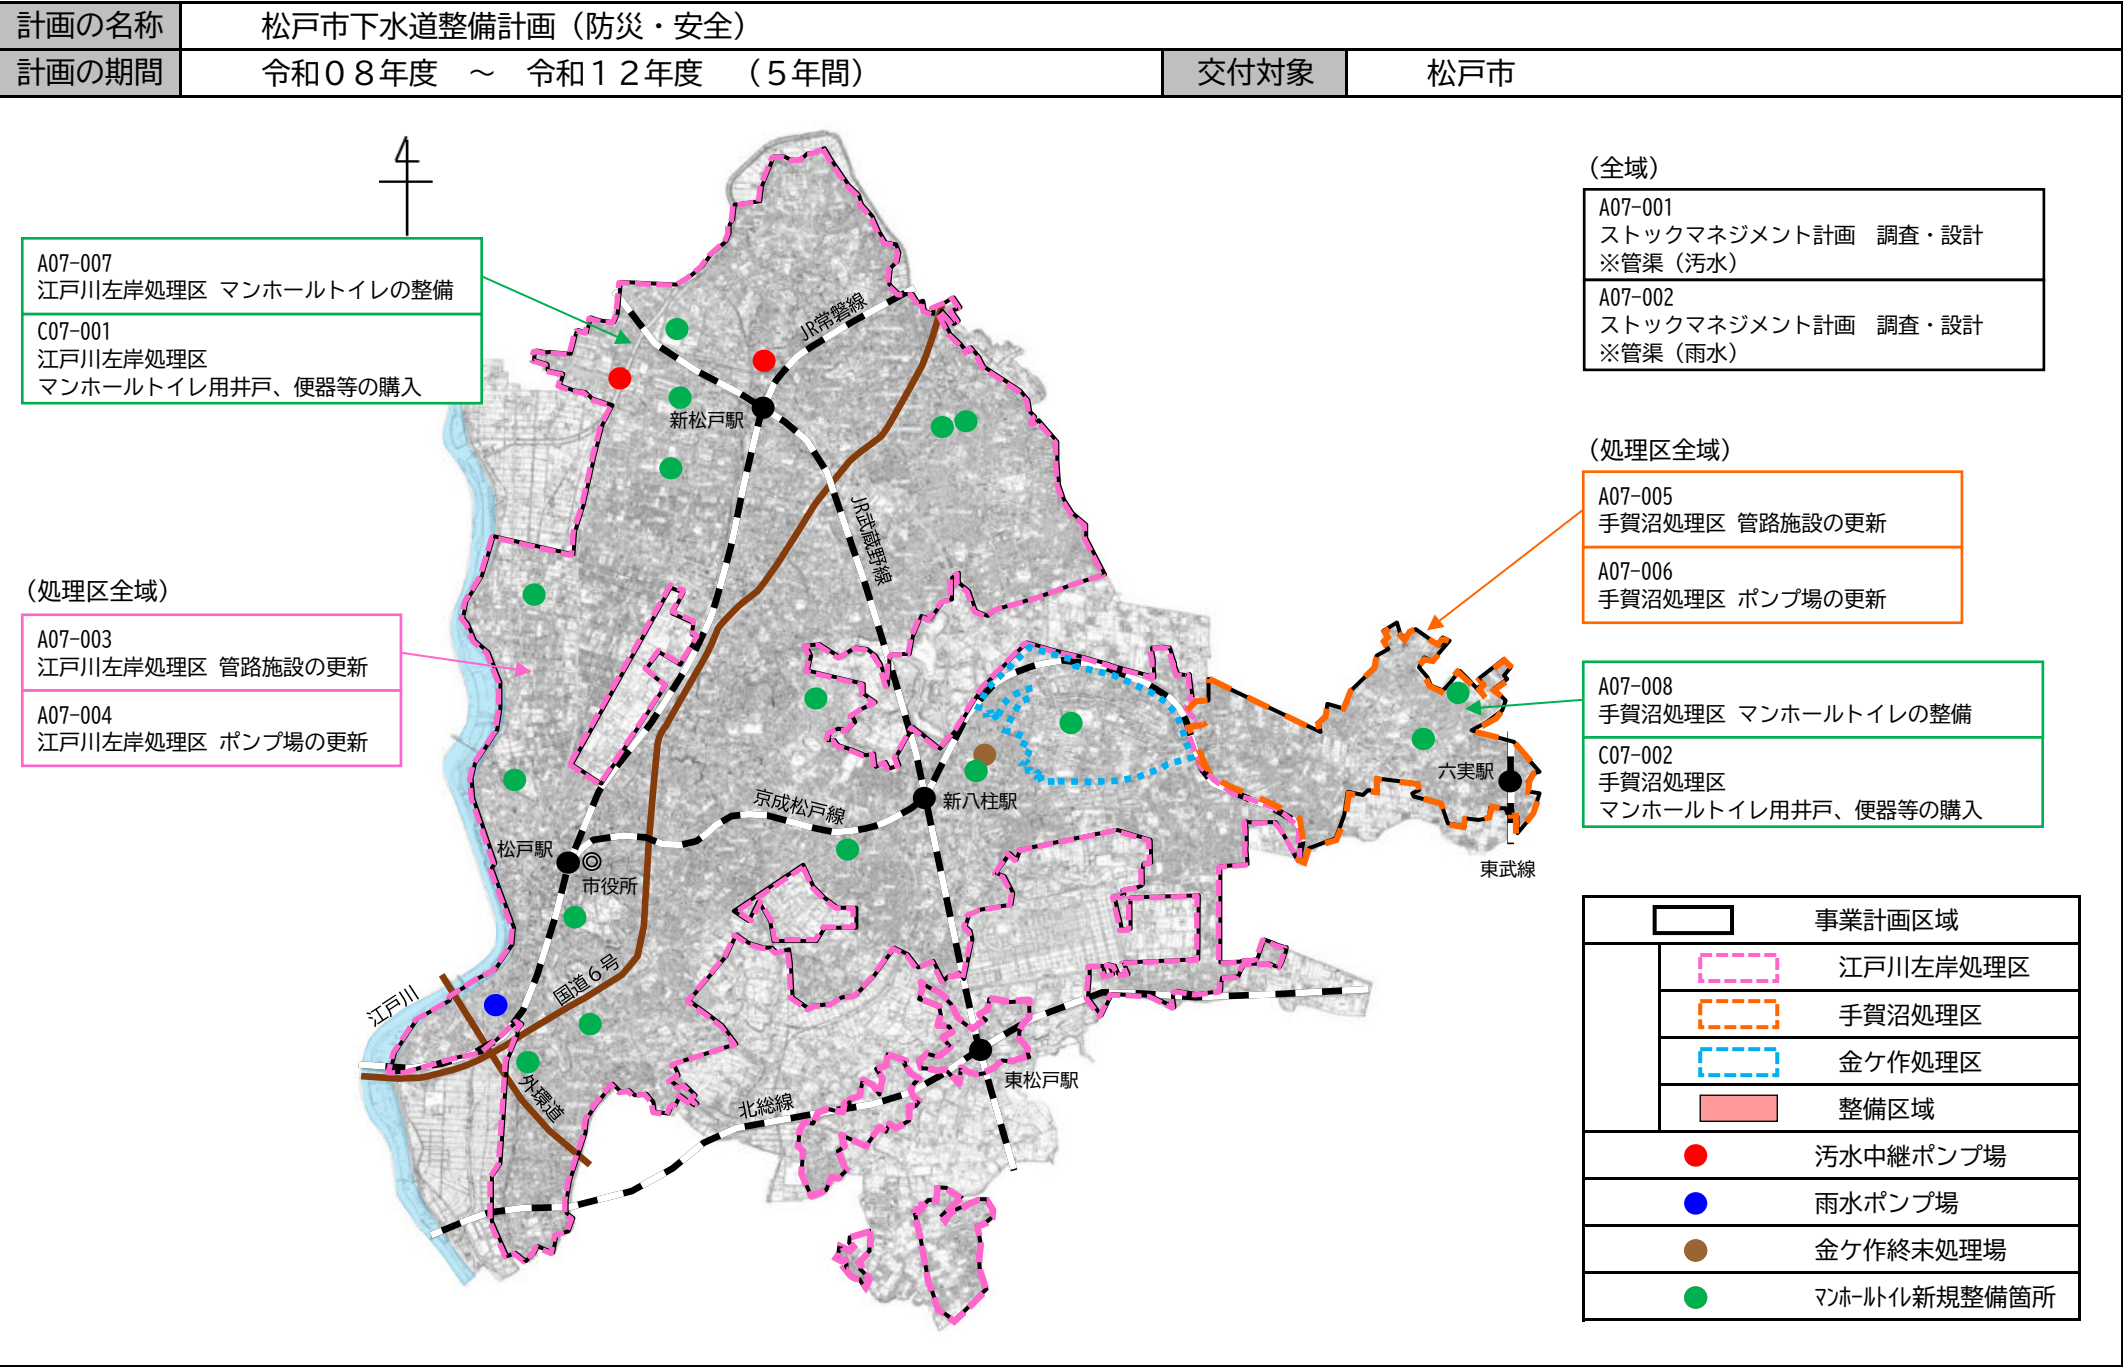 計画の名称 松戸市下水道整備計画（防災・安全）
計画の期間 令和０８年度　～　令和１２年度　（５年間） 交付対象 松戸市
A07-007
江戸川左岸処理区 マンホールトイレの整備
C07-001
江戸川左岸処理区
マンホールトイレ用井戸、便器等の購入
（処理区全域）
A07-003
江戸川左岸処理区 管路施設の更新
A07-004
江戸川左岸処理区 ポンプ場の更新
JR常磐線
新松戸駅
JR武蔵野線
京成松戸線
新八柱駅
松戸駅
市役所
国道６号
江戸川
外環道
北総線
東松戸駅
六実駅
東武線
（全域）
A07-001
ストックマネジメント計画　調査・設計
※管渠（汚水）
A07-002
ストックマネジメント計画　調査・設計
※管渠（雨水）
（処理区全域）
A07-005
手賀沼処理区 管路施設の更新
A07-006
手賀沼処理区 ポンプ場の更新
A07-008
手賀沼処理区 マンホールトイレの整備
C07-002
手賀沼処理区
マンホールトイレ用井戸、便器等の購入
事業計画区域
江戸川左岸処理区
手賀沼処理区
金ケ作処理区
整備区域
汚水中継ポンプ場
雨水ポンプ場
金ケ作終末処理場
ﾏﾝﾎｰﾙﾄｲﾚ新規整備箇所